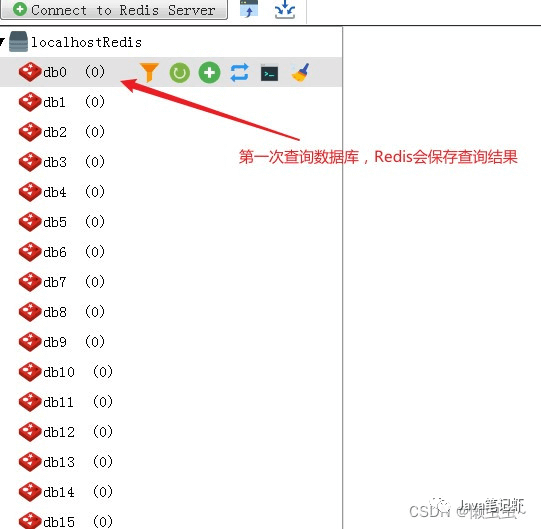 Connect to Redis Server
localhostRedis
db0 (0)
第一次查询数据库，Redis会保存查询结果
db1 (0)
db2 (0)
db3 (0)
db4 (0)
db5 (0)
db6 (0)
db7 (0)
db8 (0)
db9 (0)
db10 (0)
db11 (0)
db12 (0)
db13 (0)
db14 (0)
db15 (0)
Java笔记虾
CSDN